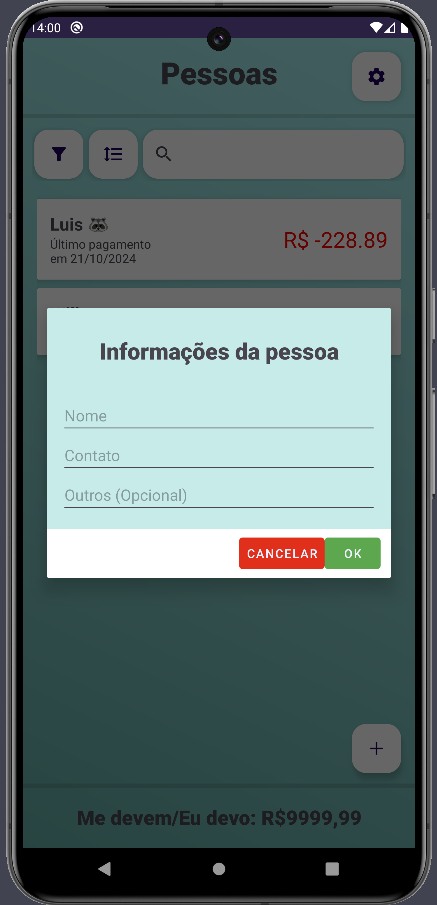 14:00
Pessoas
Luis 🦝
R$ -228.89
Último pagamento
em 21/10/2024
Informações da pessoa
Nome
Contato
Outros (Opcional)
CANCELAR
OK
Me devem/Eu devo: R$9999,99